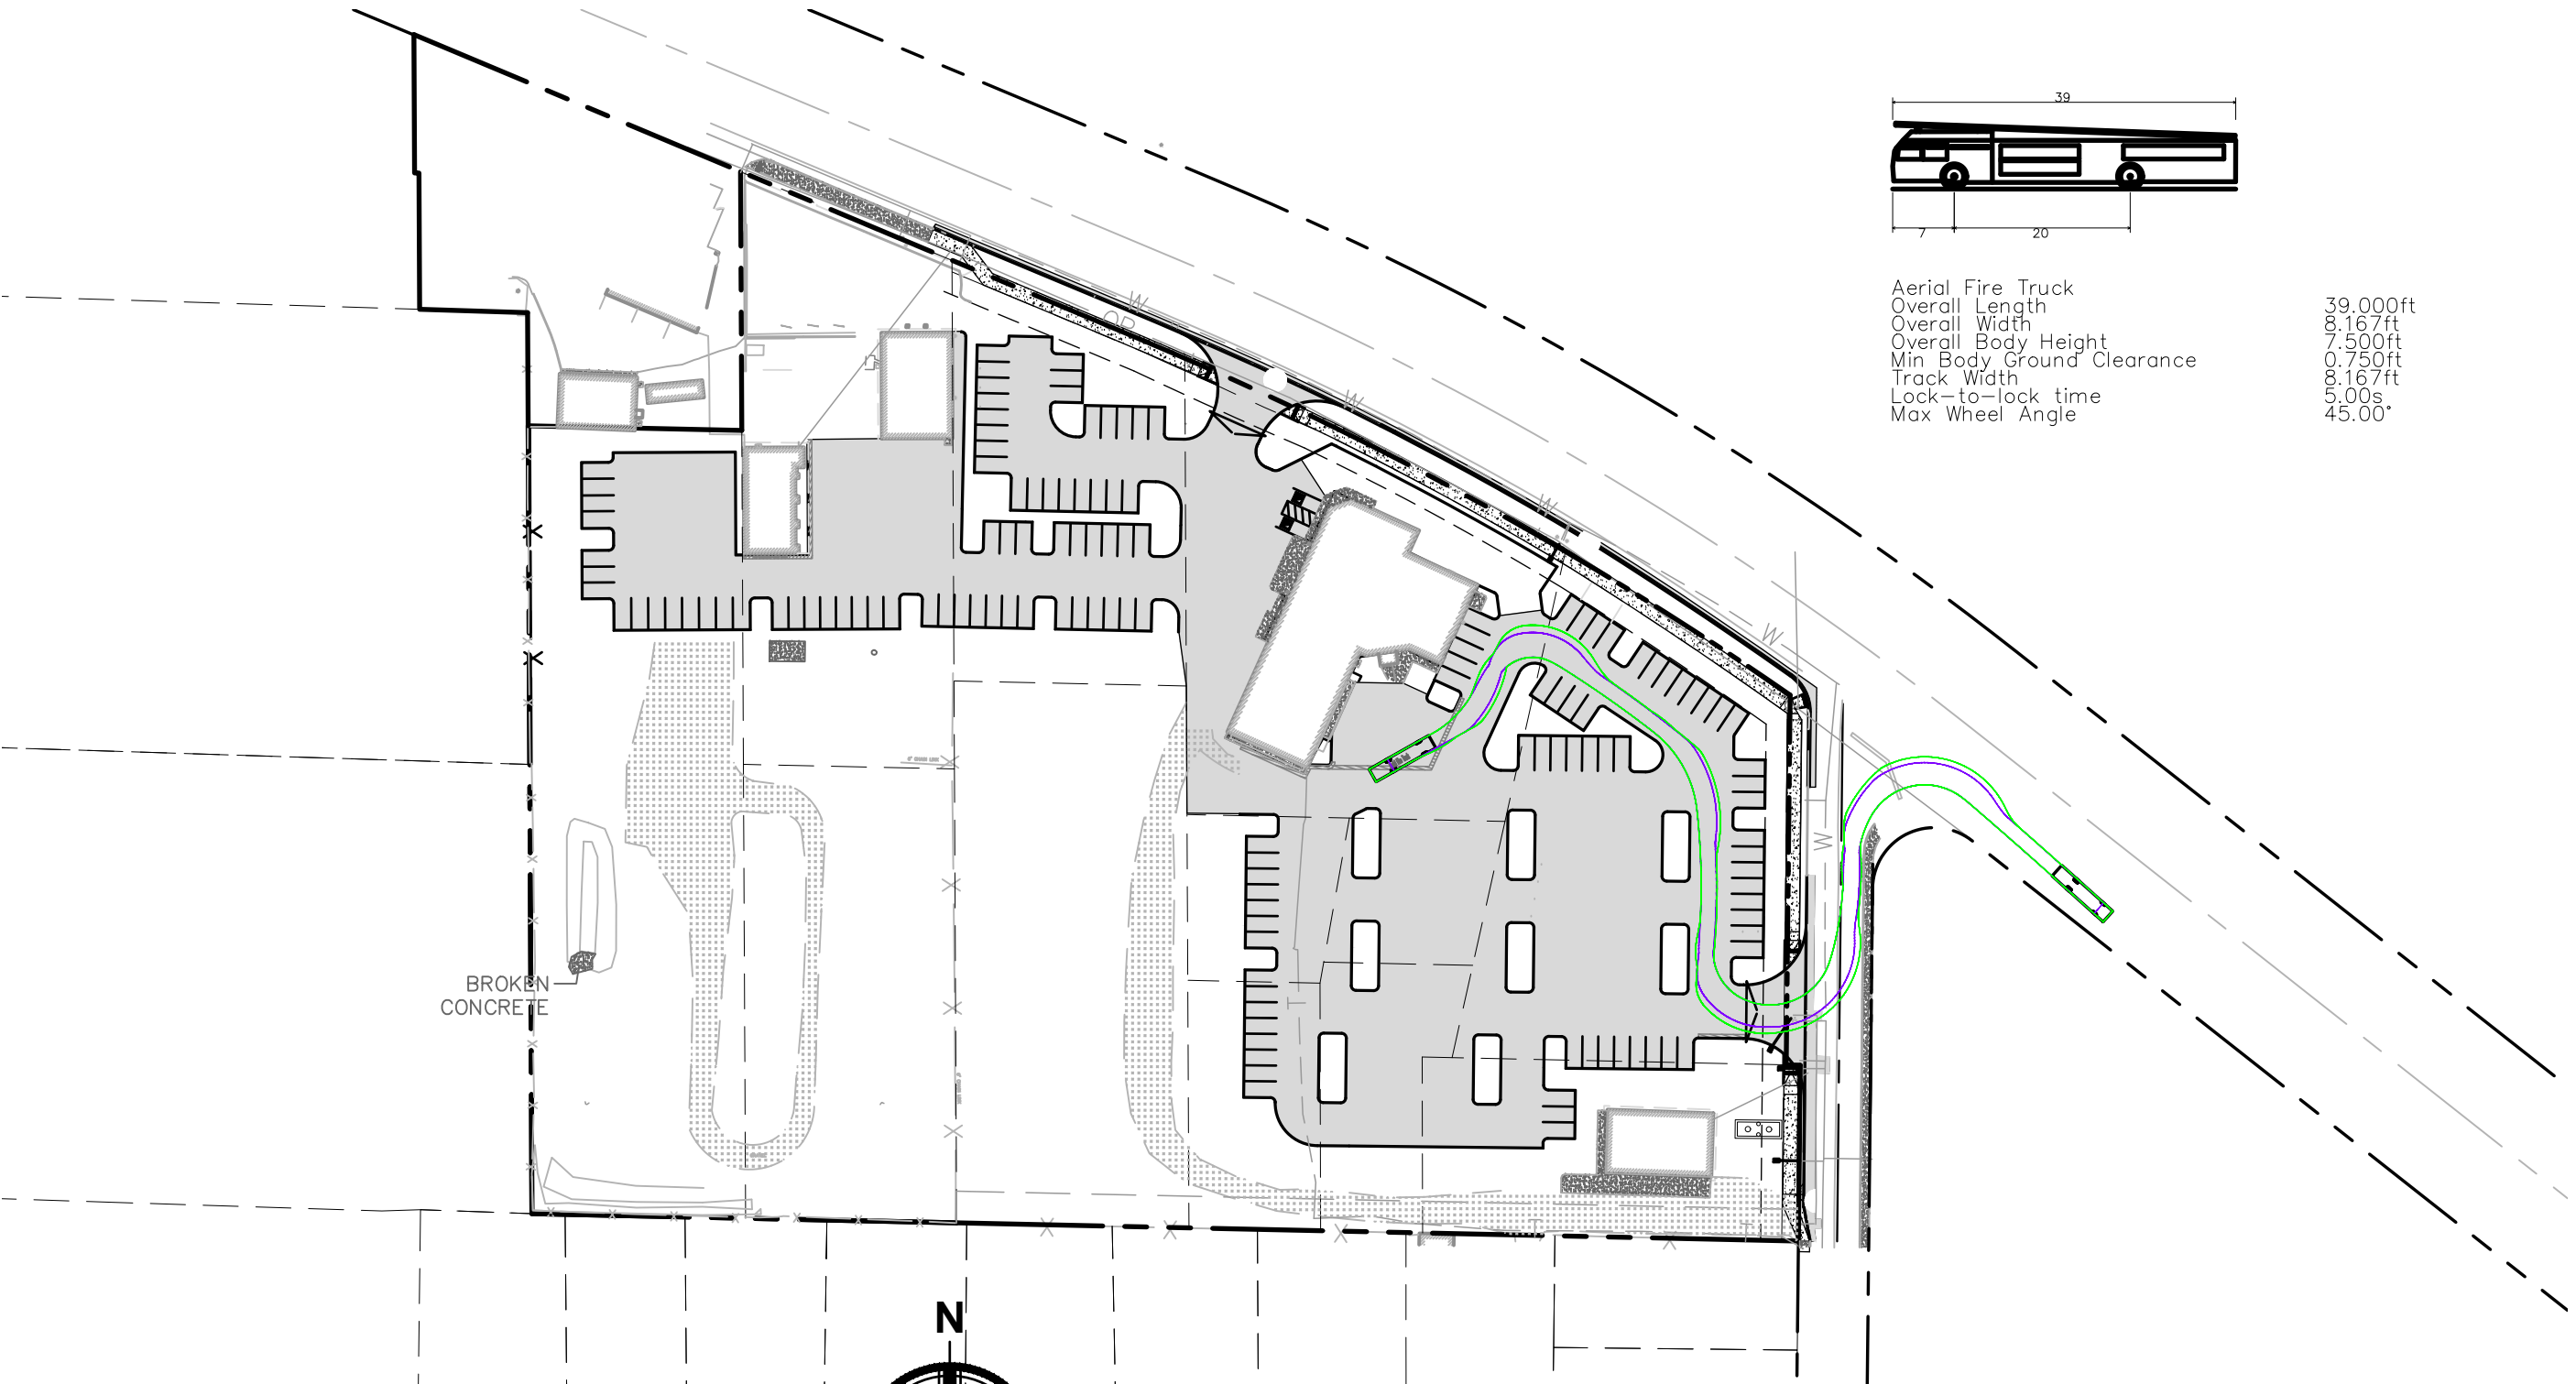 39
7
20
Aerial Fire Truck
Overall Length 39.000ft
Overall Width 8.167ft
Overall Body Height 7.500ft
Min Body Ground Clearance 0.750ft
Track Width 8.167ft
Lock-to-lock time 5.00s
Max Wheel Angle 45.00°
W
OP
W
W
W
W
BROKEN
CONCRETE
T
T
T
N